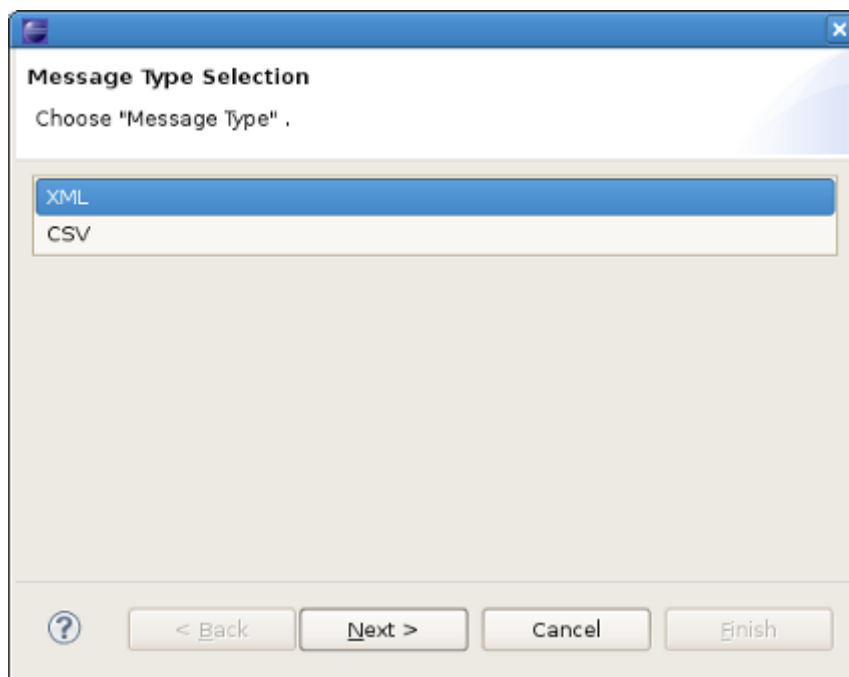 Message Type Selection
Choose "Message Type" .
XML
CSV
? < Back Next > Cancel Finish